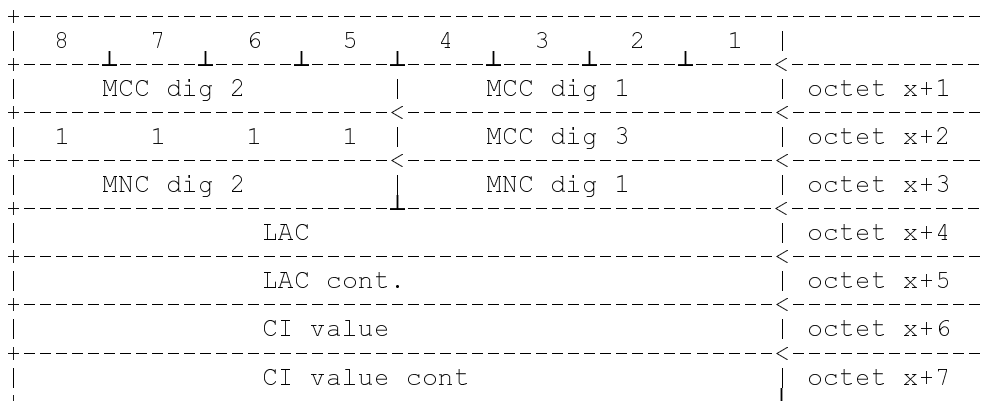 8 7 6 5 4 3 2 1
MCC dig 2 MCC dig 1 octet x+1
1 1 1 1 MCC dig 3 octet x+2
MNC dig 2 MNC dig 1 octet x+3
LAC octet x+4
LAC cont. octet x+5
CI value octet x+6
CI value cont octet x+7